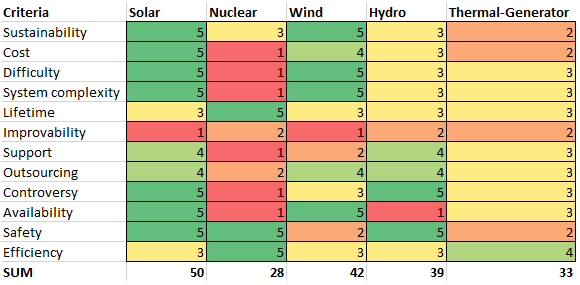 Criteria Solar Nuclear Wind Hydro Thermal-Generator
Sustainability 5 3 5 3 2
Cost 5 1 4 3 2
Difficulty 5 1 5 3 3
System complexity 5 1 5 3 3
Lifetime 3 5 3 3 3
Improvability 1 2 1 2 2
Support 4 1 2 4 3
Outsourcing 4 2 4 4 3
Controversy 5 1 3 5 3
Availability 5 1 5 1 3
Safety 5 5 2 5 2
Efficiency 3 5 3 3 4
SUM 50 28 42 39 33